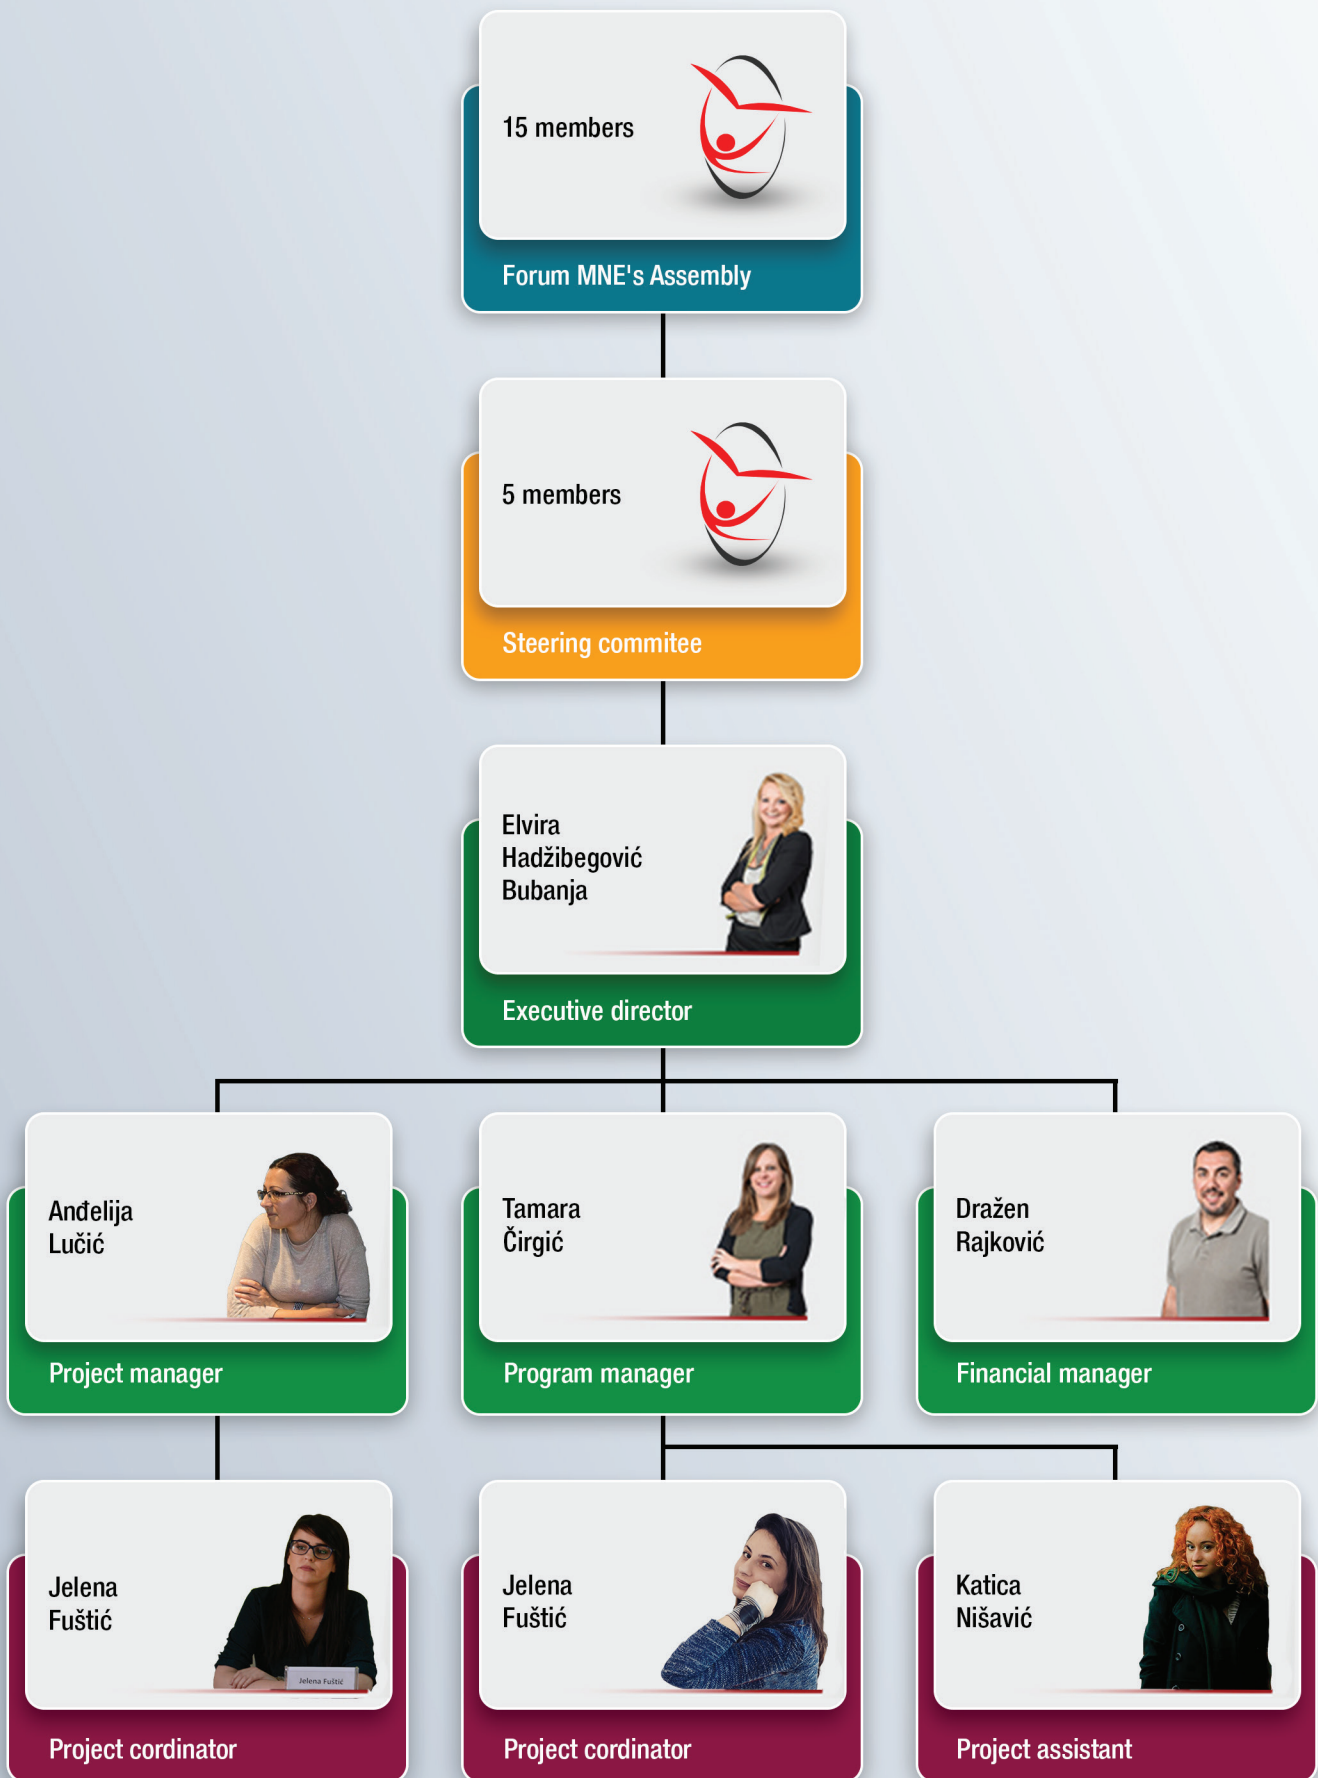 15 members
Forum MNE's Assembly
5 members
Steering commitee
Elvira
Hadžibegović
Bubanja
Executive director
Anđelija
Lučić
Project manager
Tamara
Čirgić
Program manager
Dražen
Rajković
Financial manager
Jelena
Fuštić
Jelena Fuštić
Project cordinator
Jelena
Fuštić
Project cordinator
Katica
Nišavić
Project assistant